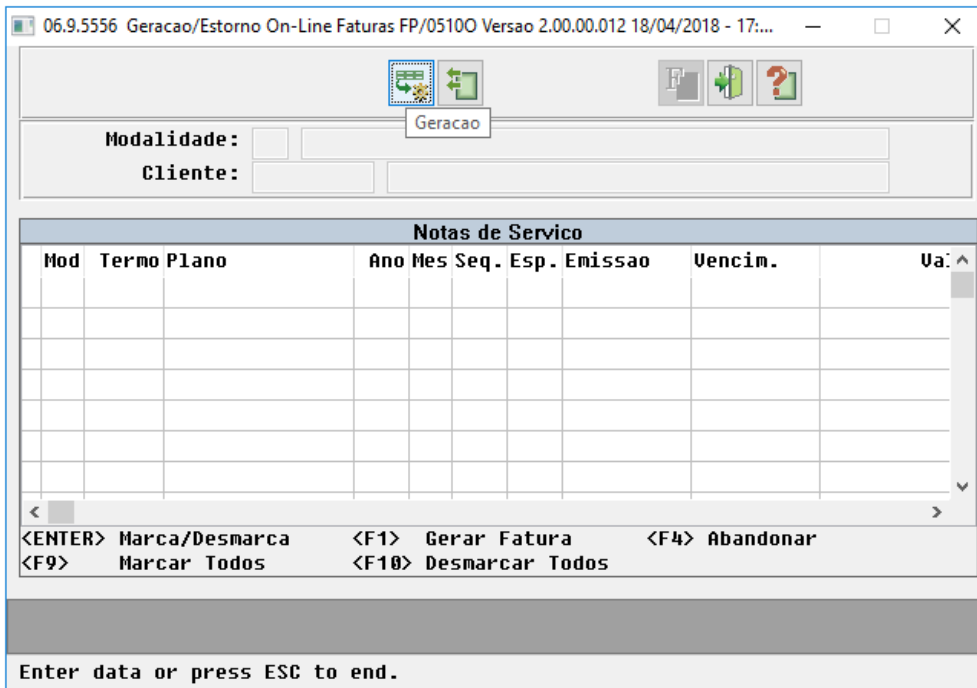 06.9.5556 Geracao/Estorno On-Line Faturas FP/0510O Versao 2.00.00.012 18/04/2018 - 17:...
F
Geracao
Modalidade:
Cliente:
Notas de Servico
Mod Termo Plano Ano Mes Seq. Esp. Emissao Vencim. Val
<ENTER> Marca/Desmarca <F1> Gerar Fatura <F4> Abandonar
<F9> Marcar Todos <F10> Desmarcar Todos
Enter data or press ESC to end.